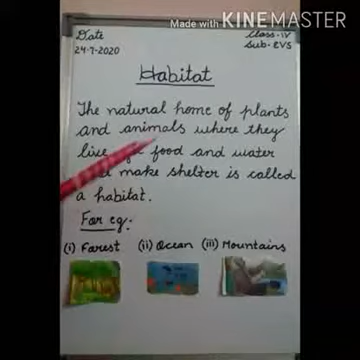 Made with KINEMASTER
Date
24-7-2020
Class-IV
Sub-EVS
Habitat
The natural home of plants
and animals where they
live food and water
make shelter is called
a habitat.
For eg:
(i) Farest (ii) Ocean (iii) Mountains